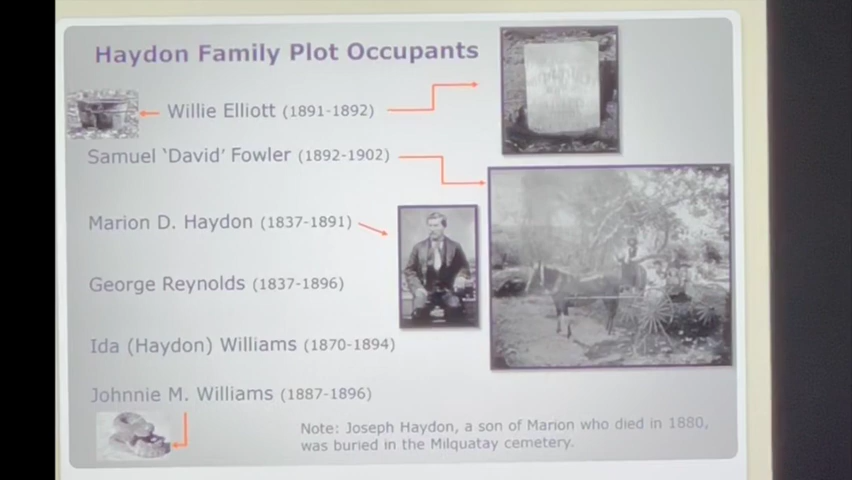 Haydon Family Plot Occupants
Willie Elliott (1891-1892)
Samuel ‘David’ Fowler (1892-1902)
Marion D. Haydon (1837-1891)
George Reynolds (1837-1896)
Ida (Haydon) Williams (1870-1894)
Johnnie M. Williams (1887-1896)
Note: Joseph Haydon, a son of Marion who died in 1880,
was buried in the Milquatay cemetery.